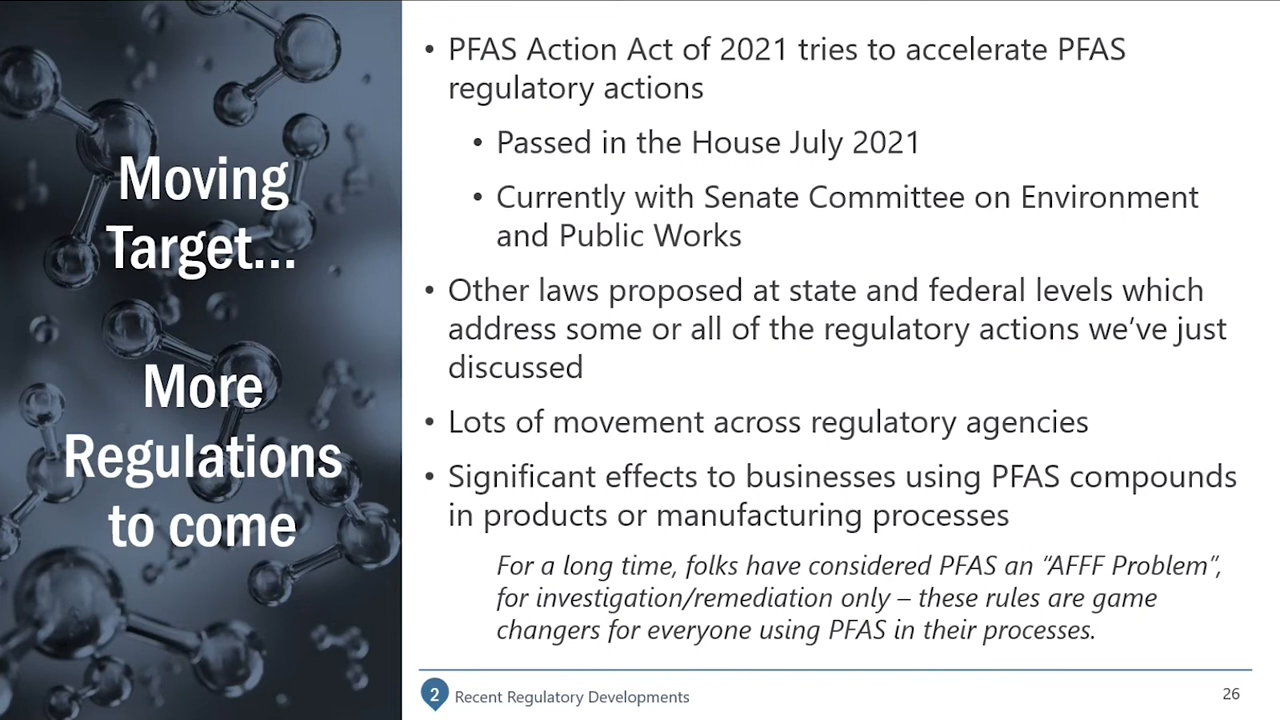 Moving
Target...
More
Regulations
to come
• PFAS Action Act of 2021 tries to accelerate PFAS
regulatory actions
• Passed in the House July 2021
• Currently with Senate Committee on Environment
and Public Works
• Other laws proposed at state and federal levels which
address some or all of the regulatory actions we’ve just
discussed
• Lots of movement across regulatory agencies
• Significant effects to businesses using PFAS compounds
in products or manufacturing processes
For a long time, folks have considered PFAS an “AFFF Problem”,
for investigation/remediation only – these rules are game
changers for everyone using PFAS in their processes.
2 Recent Regulatory Developments
26